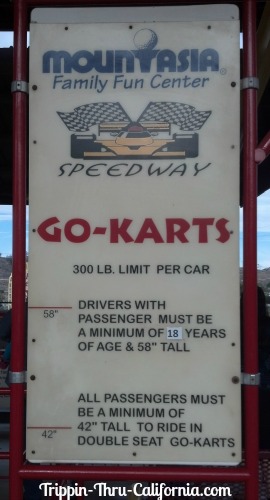 MOUNTASIA®
Family Fun Center
SPEEDWAY
GO-KARTS
300 LB. LIMIT PER CAR
DRIVERS WITH
58" PASSENGER MUST BE
A MINIMUM OF 18 YEARS
OF AGE & 58" TALL
ALL PASSENGERS MUST
BE A MINIMUM OF
42" 42" TALL TO RIDE IN
DOUBLE SEAT GO-KARTS
Trippin-Thru-California.com